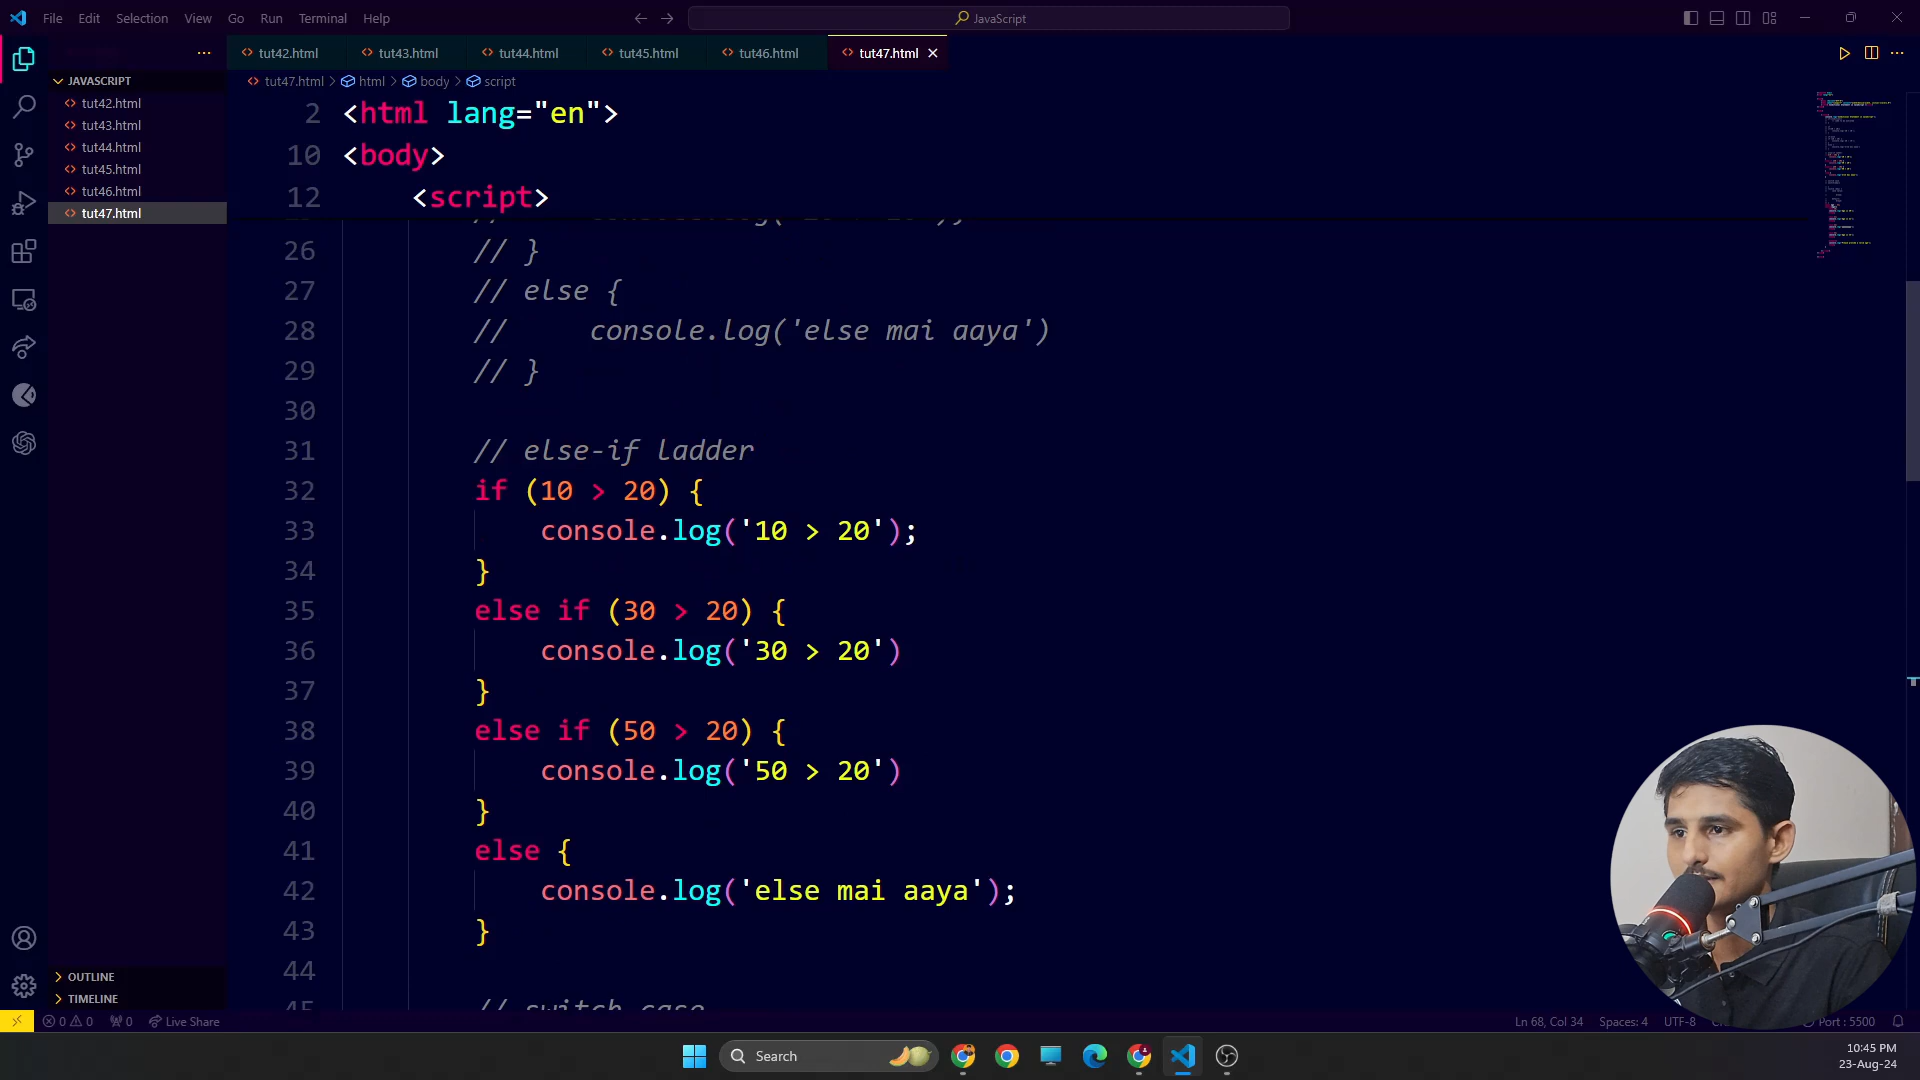 File Edit Selection View Go Run Terminal Help
JavaScript
tut42.html
tut43.html
tut44.html
tut45.html
tut46.html
tut47.html
JAVASCRIPT
tut42.html
tut43.html
tut44.html
tut45.html
tut46.html
tut47.html
OUTLINE
TIMELINE
tut47.html > html > body > script
2 <html lang="en">
10 <body>
12 <script>
26 // }
27 // else {
28 // console.log('else mai aaya')
29 // }
30
31 // else-if ladder
32 if (10 > 20) {
33 console.log('10 > 20');
34 }
35 else if (30 > 20) {
36 console.log('30 > 20')
37 }
38 else if (50 > 20) {
39 console.log('50 > 20')
40 }
41 else {
42 console.log('else mai aaya');
43 }
44
// switch case
0 0 0 Live Share
Ln 68, Col 34 Spaces: 4 UTF-8 Port : 5500
Search
10:45 PM
23-Aug-24